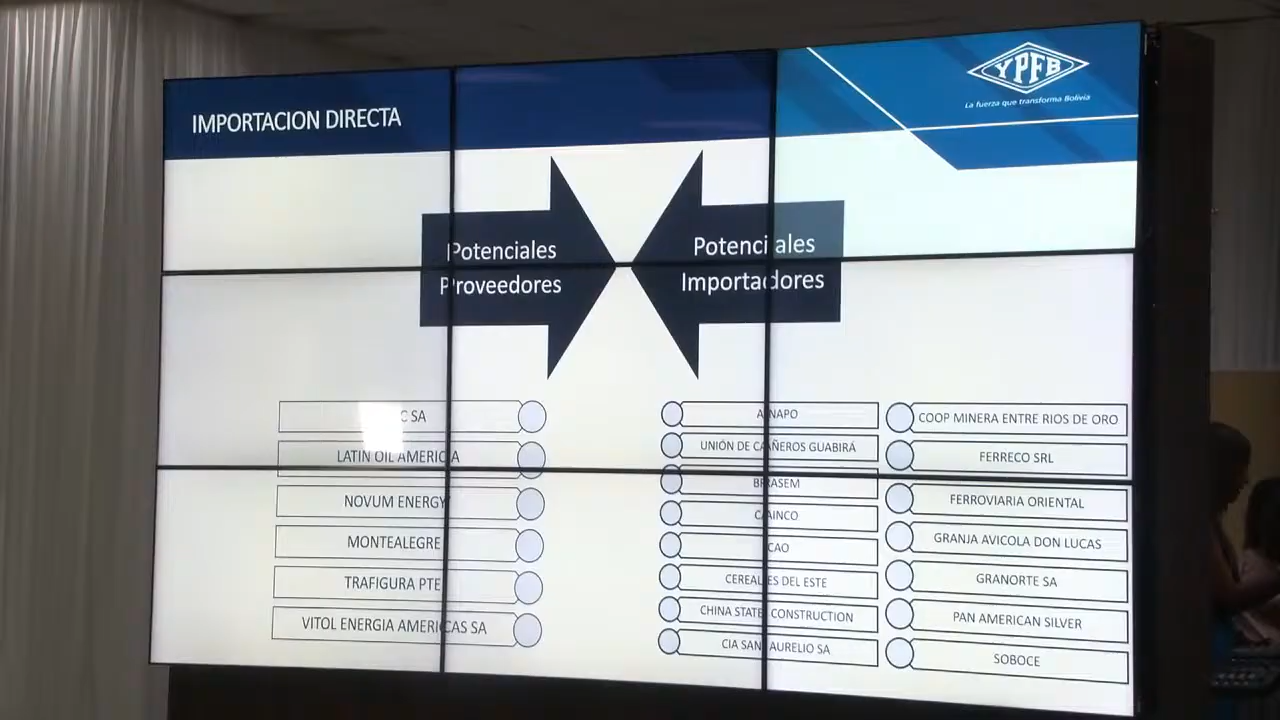 IMPORTACION DIRECTA
YPFB
La fuerza que transforma Bolivia
Potenciales
Proveedores
Potenciales
Importadores
SA
LATIN OIL AMERICA
NOVUM ENERGY
MONTEALEGRE
TRAFIGURA PTE
VITOL ENERGIA AMERICAS SA
UNIÓN DE CAÑEROS GUABIRÁ
CAINCO
CAO
CEREALES DEL ESTE
CHINA STATE CONSTRUCTION
CIA SAN AURELIO SA
COOP MINERA ENTRE RIOS DE ORO
FERRECO SRL
FERROVIARIA ORIENTAL
GRANJA AVICOLA DON LUCAS
GRANORTE SA
PAN AMERICAN SILVER
SOBOCE